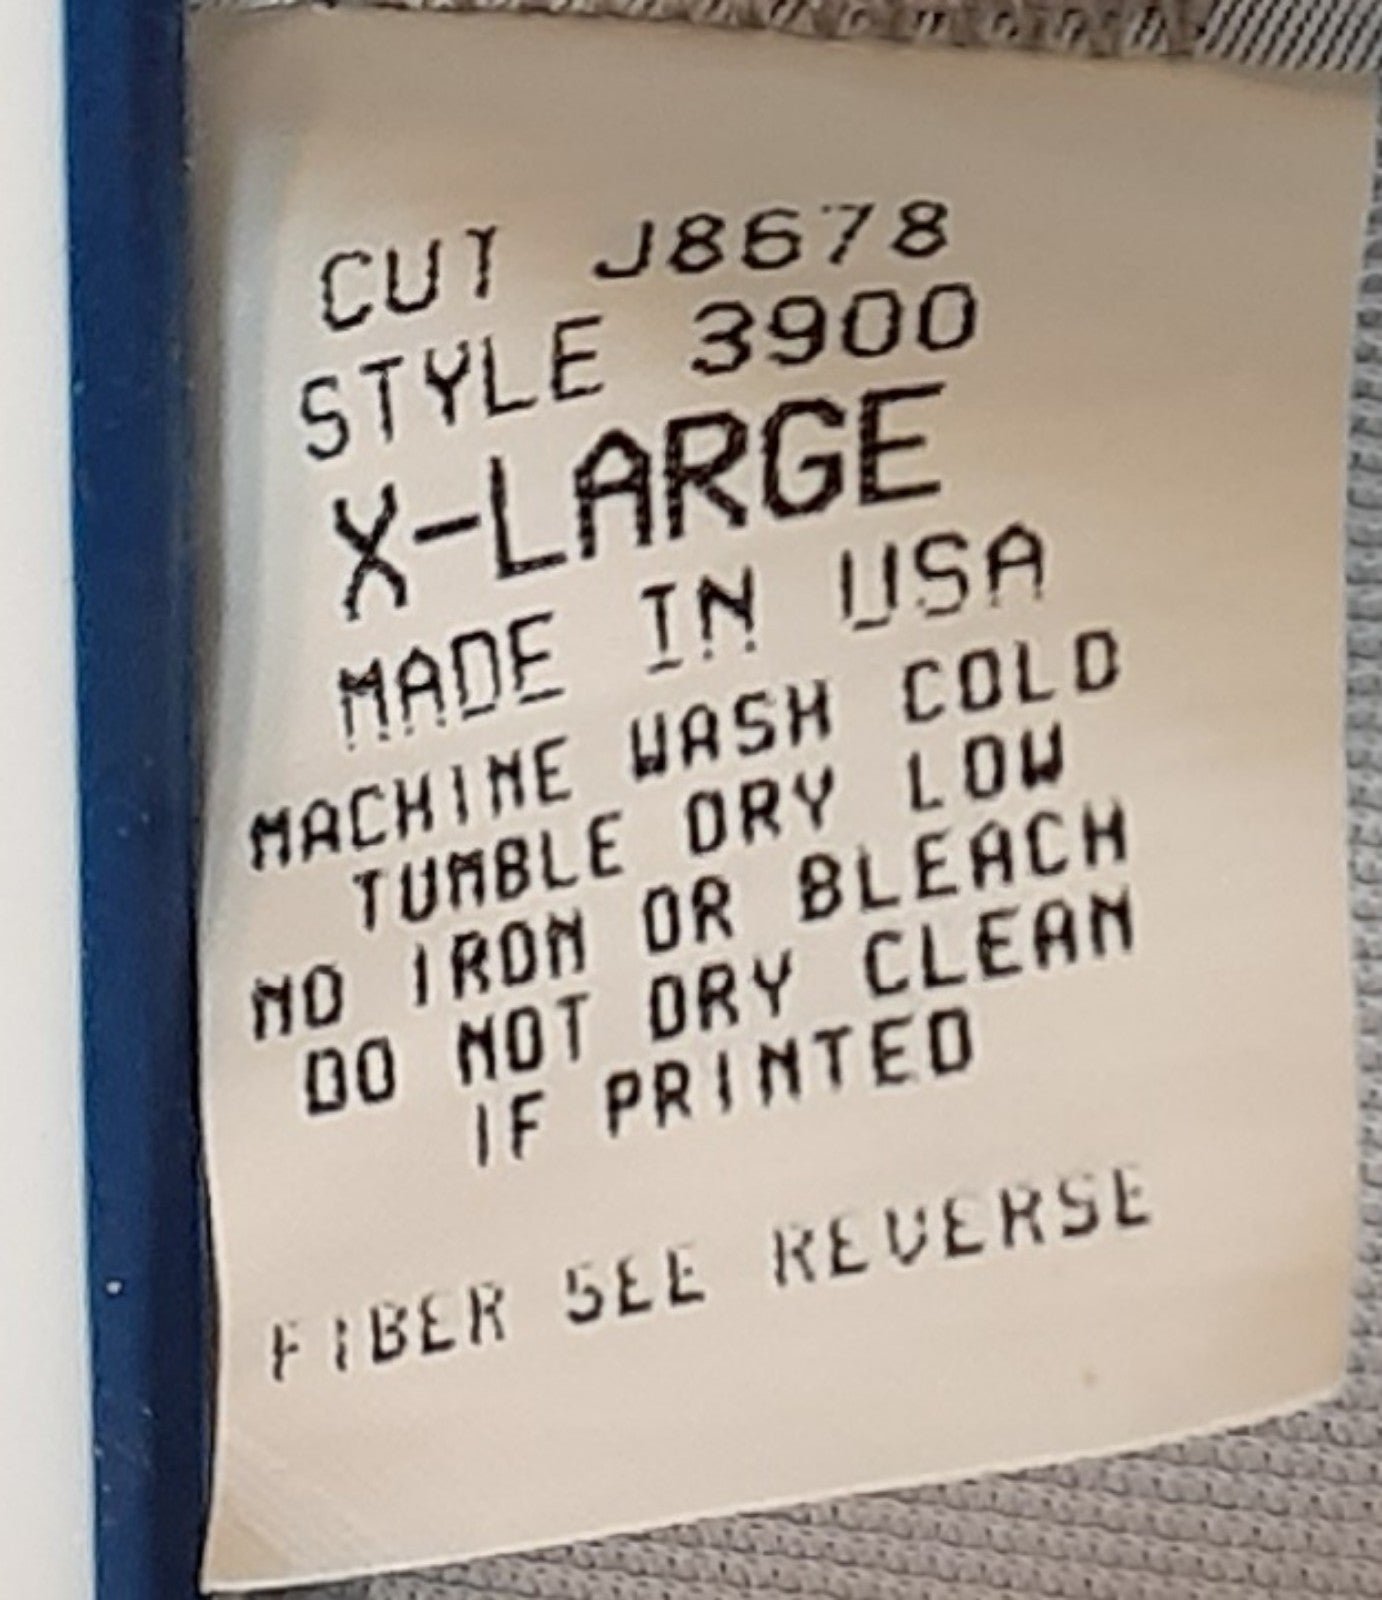 CUT J8678
STYLE 3900
X-LARGE
MADE IN USA
MACHINE WASH COLD
TUMBLE DRY LOW
NO IRON OR BLEACH
DO NOT DRY CLEAN
IF PRINTED
FIBER SEE REVERSE